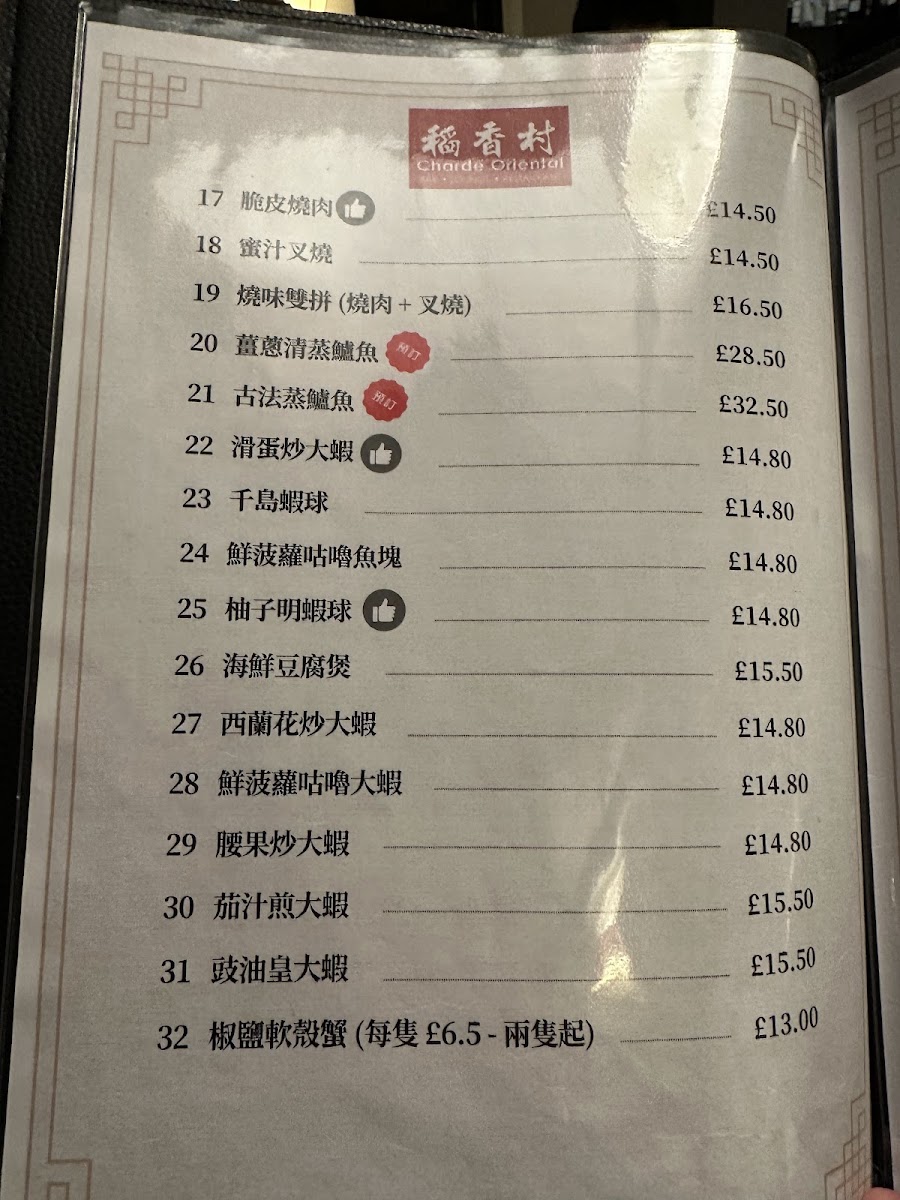 稻香村
Charde Oriental
17 脆皮燒肉 £14.50
18 蜜汁叉燒 £14.50
19 燒味雙拼 (燒肉 + 叉燒) £16.50
20 薑蔥清蒸鱸魚 預訂 £28.50
21 古法蒸鱸魚 預訂 £32.50
22 滑蛋炒大蝦 £14.80
23 千島蝦球 £14.80
24 鮮菠蘿咕嚕魚塊 £14.80
25 柚子明蝦球 £14.80
26 海鮮豆腐煲 £15.50
27 西蘭花炒大蝦 £14.80
28 鮮菠蘿咕嚕大蝦 £14.80
29 腰果炒大蝦 £14.80
30 茄汁煎大蝦 £15.50
31 豉油皇大蝦 £15.50
32 椒鹽軟殼蟹 (每隻 £6.5 - 兩隻起) £13.00